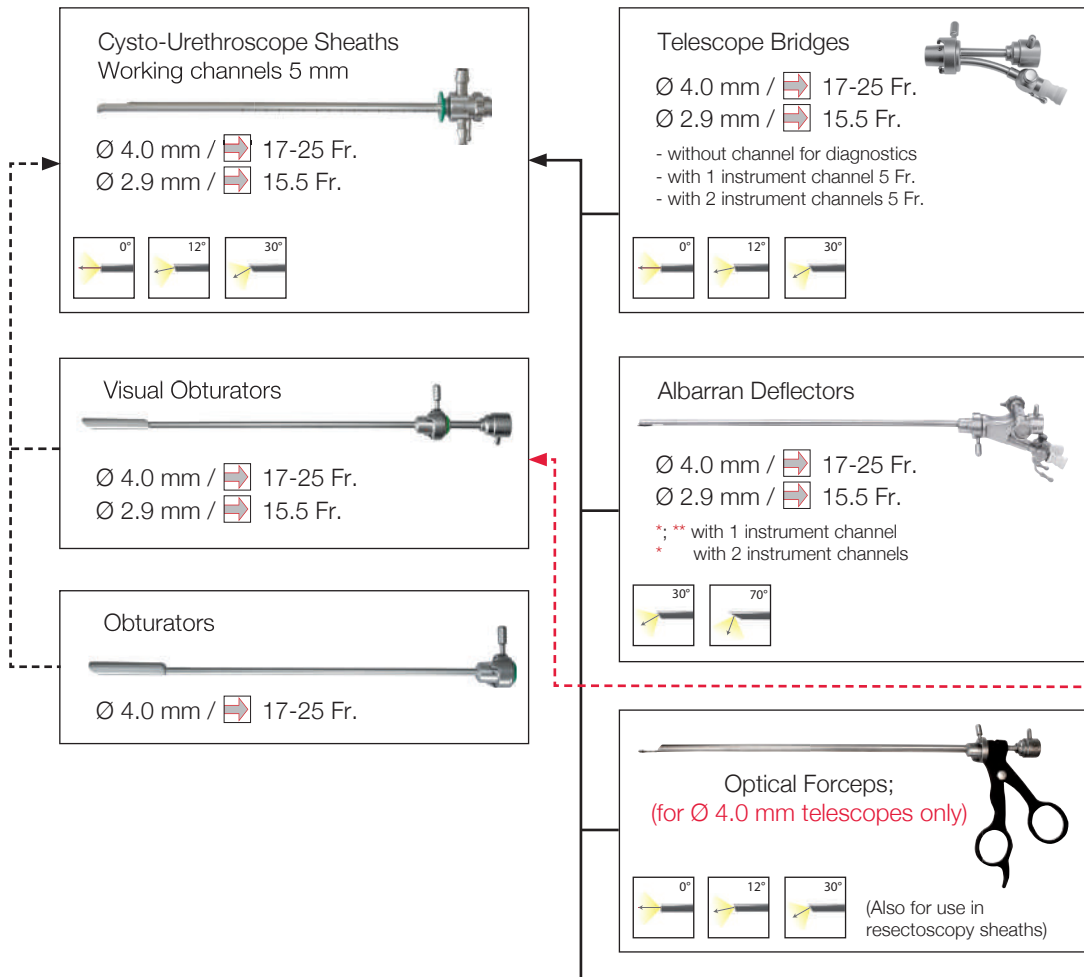 Cysto-Urethroscope Sheaths
Working channels 5 mm
Ø 4.0 mm / 17-25 Fr.
Ø 2.9 mm / 15.5 Fr.
0°
12°
30°
Visual Obturators
Ø 4.0 mm / 17-25 Fr.
Ø 2.9 mm / 15.5 Fr.
Obturators
Ø 4.0 mm / 17-25 Fr.
Telescope Bridges
Ø 4.0 mm / 17-25 Fr.
Ø 2.9 mm / 15.5 Fr.
- without channel for diagnostics
- with 1 instrument channel 5 Fr.
- with 2 instrument channels 5 Fr.
0°
12°
30°
Albarran Deflectors
Ø 4.0 mm / 17-25 Fr.
Ø 2.9 mm / 15.5 Fr.
*; ** with 1 instrument channel
* with 2 instrument channels
30°
70°
Optical Forceps;
(for Ø 4.0 mm telescopes only)
0°
12°
30°
(Also for use in
resectoscopy sheaths)